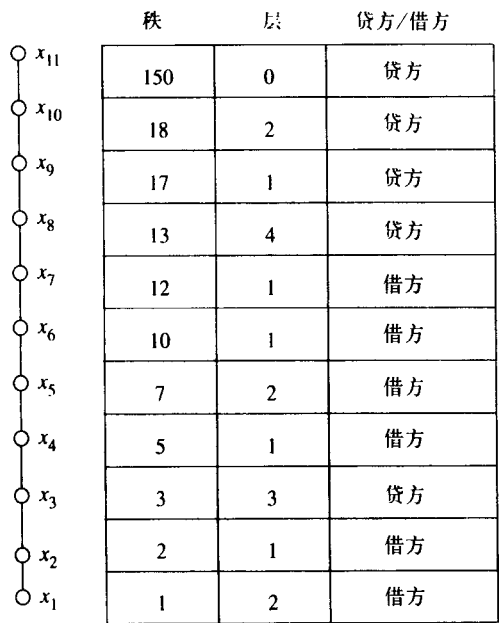 秩 层 贷方/借方
x₁₁ 150 0 贷方
x₁₀ 18 2 贷方
x₉ 17 1 贷方
x₈ 13 4 贷方
x₇ 12 1 借方
x₆ 10 1 借方
x₅ 7 2 借方
x₄ 5 1 借方
x₃ 3 3 贷方
x₂ 2 1 借方
x₁ 1 2 借方